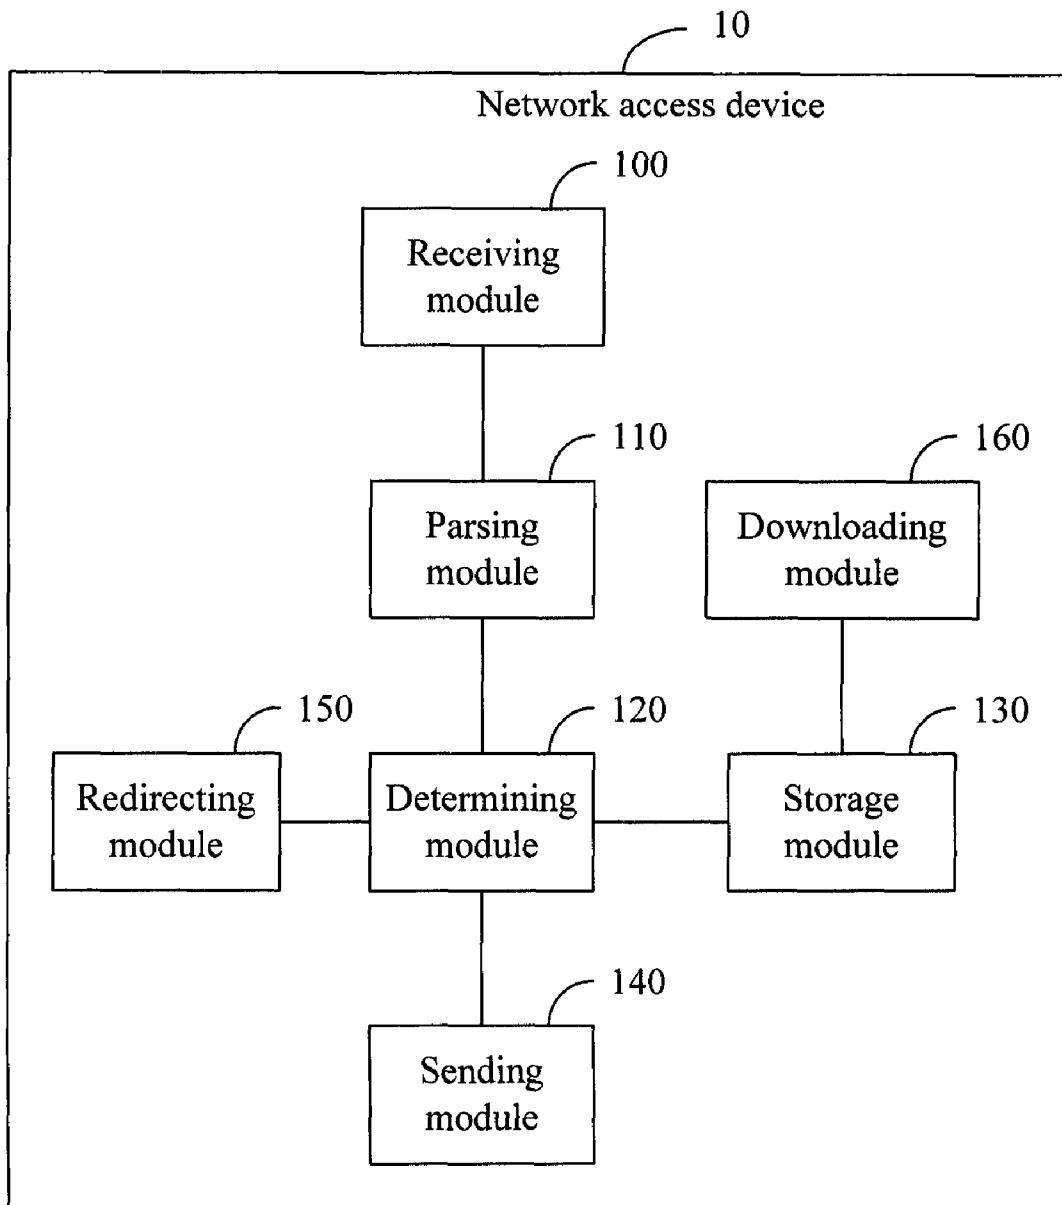 10
Network access device
100
Receiving
module
110
Parsing
module
160
Downloading
module
150
Redirecting
module
120
Determining
module
130
Storage
module
140
Sending
module